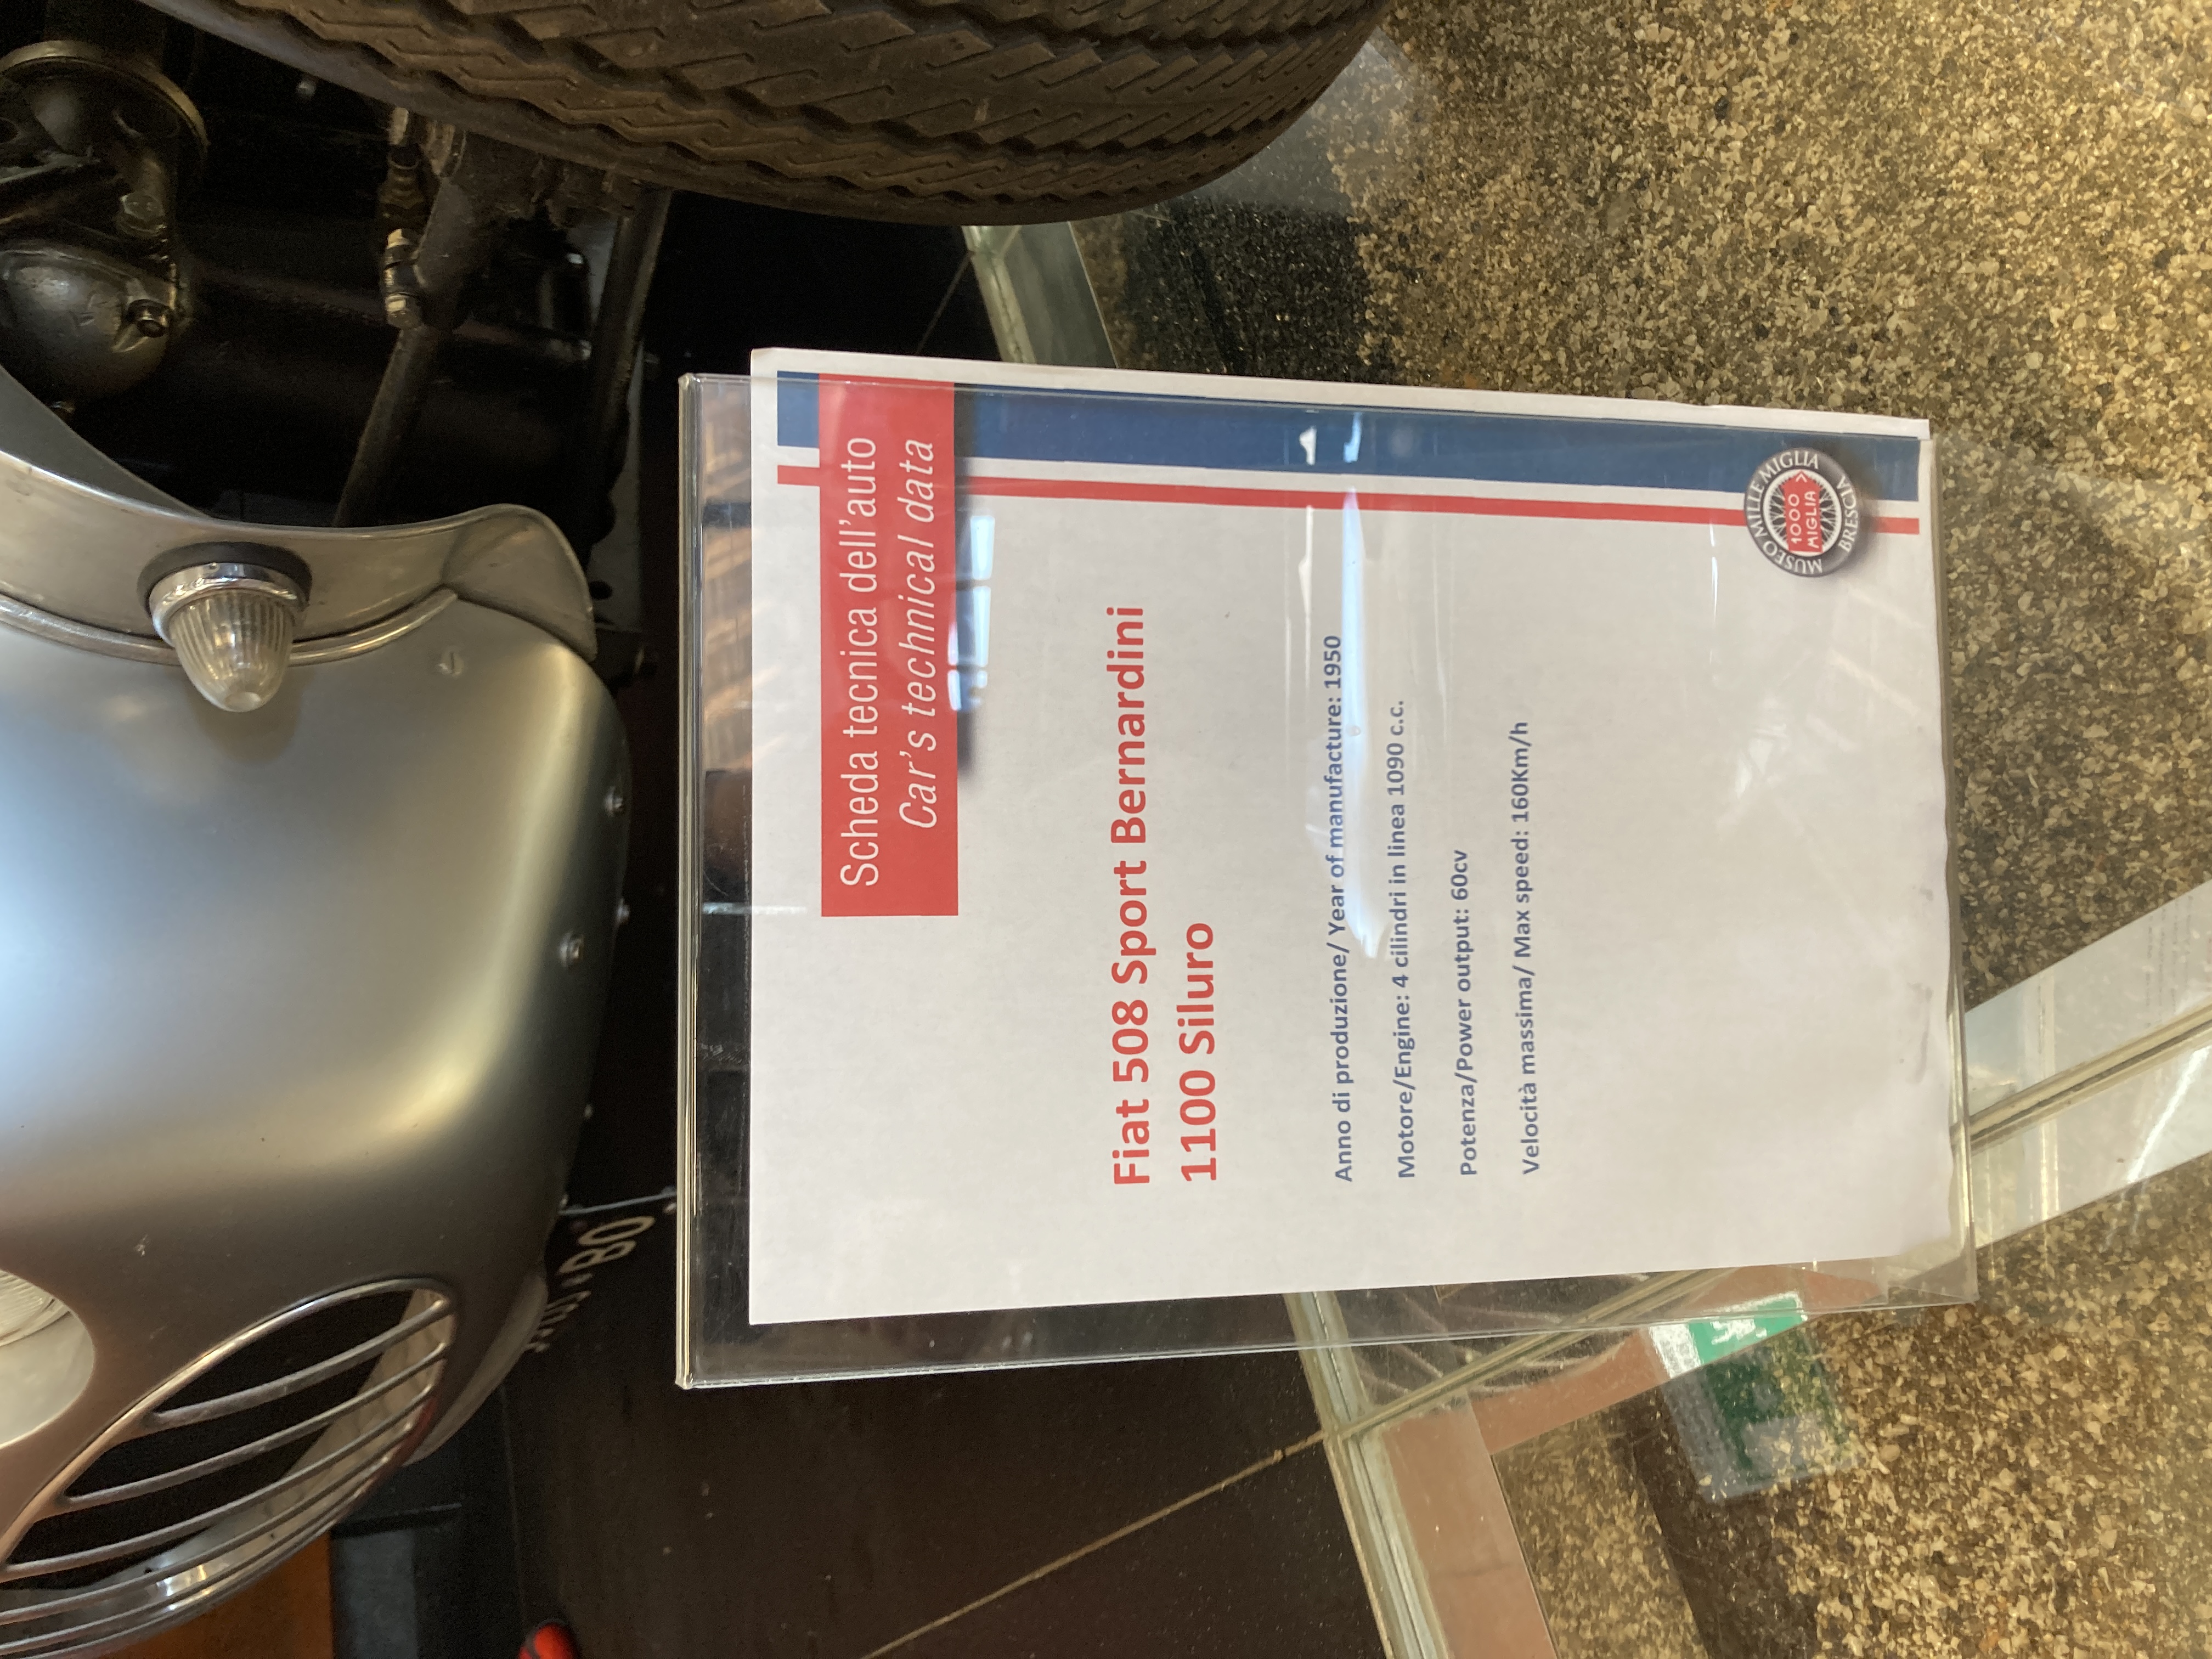 Scheda tecnica dell'auto
Car's technical data
Fiat 508 Sport Bernardini
1100 Siluro
Anno di produzione/ Year of manufacture: 1950
Motore/Engine: 4 cilindri in linea 1090 c.c.
Potenza/Power output: 60cv
Velocità massima/ Max speed: 160Km/h
MUSEO MILLE MIGLIA
1000
MIGLIA
BRESCIA